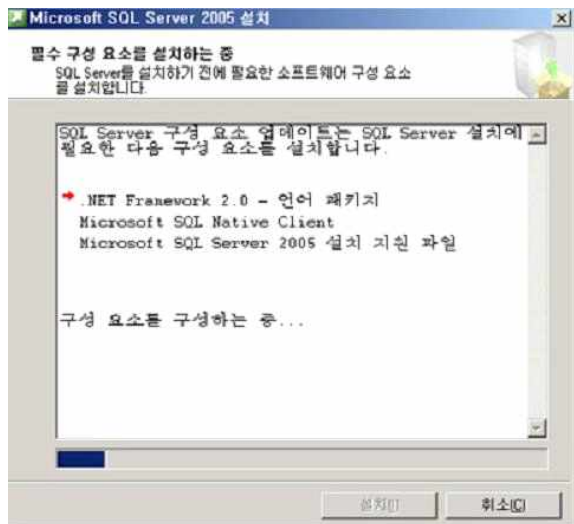 Microsoft SQL Server 2005 설치
필수 구성 요소를 설치하는 중
SQL Server를 설치하기 전에 필요한 소프트웨어 구성 요소
를 설치합니다.
SQL Server 구성 요소 업데이트는 SQL Server 설치에
필요한 다음 구성 요소를 설치합니다.
.NET Framework 2.0 - 언어 패키지
Microsoft SQL Native Client
Microsoft SQL Server 2005 설치 지원 파일
구성 요소를 구성하는 중...
설치(I)
취소(C)